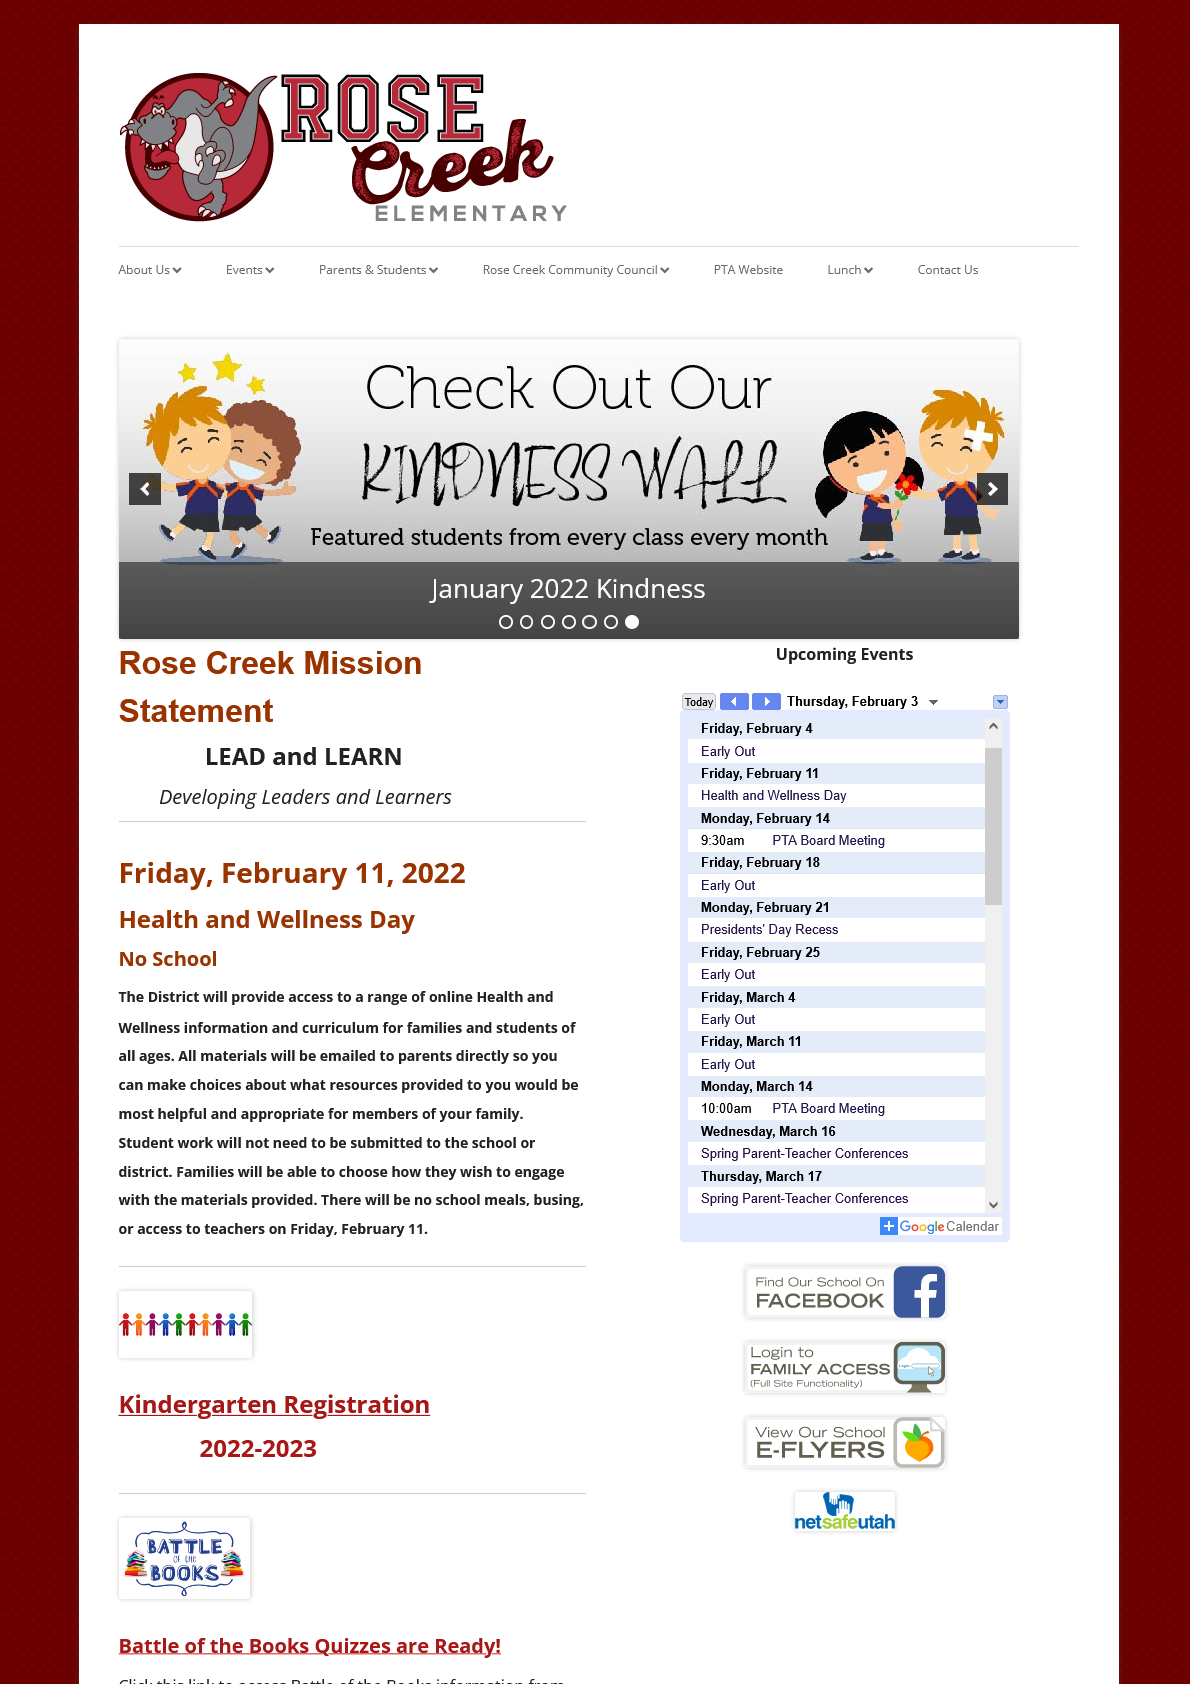 ROSE
Creek
ELEMENTARY
About Us
Events
Parents & Students
Rose Creek Community Council
PTA Website
Lunch
Contact Us
Check Out Our
KINDNESS WALL
Featured students from every class every month
January 2022 Kindness
Rose Creek Mission
Statement
LEAD and LEARN
Developing Leaders and Learners
Friday, February 11, 2022
Health and Wellness Day
No School
The District will provide access to a range of online Health and
Wellness information and curriculum for families and students of
all ages. All materials will be emailed to parents directly so you
can make choices about what resources provided to you would be
most helpful and appropriate for members of your family.
Student work will not need to be submitted to the school or
district. Families will be able to choose how they wish to engage
with the materials provided. There will be no school meals, busing,
or access to teachers on Friday, February 11.
Kindergarten Registration
2022-2023
BATTLE
OF THE
BOOKS
Battle of the Books Quizzes are Ready!
Click this link to access Battle of the Books information from
Upcoming Events
Today
Thursday, February 3
Friday, February 4
Early Out
Friday, February 11
Health and Wellness Day
Monday, February 14
9:30am PTA Board Meeting
Friday, February 18
Early Out
Monday, February 21
Presidents' Day Recess
Friday, February 25
Early Out
Friday, March 4
Early Out
Friday, March 11
Early Out
Monday, March 14
10:00am PTA Board Meeting
Wednesday, March 16
Spring Parent-Teacher Conferences
Thursday, March 17
Spring Parent-Teacher Conferences
Google Calendar
Find Our School On
FACEBOOK
Login to
FAMILY ACCESS
(Full Site Functionality)
Login
View Our School
E-FLYERS
netsafeutah